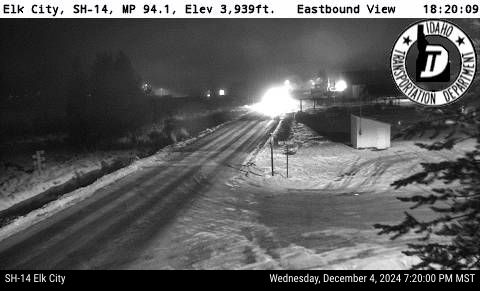 Elk City, SH-14, MP 94.1, Elev 3,939ft. Eastbound View 18:20:09
IDAHO
TRANSPORTATION DEPARTMENT
SH-14 Elk City Wednesday, December 4, 2024 7:20:00 PM MST